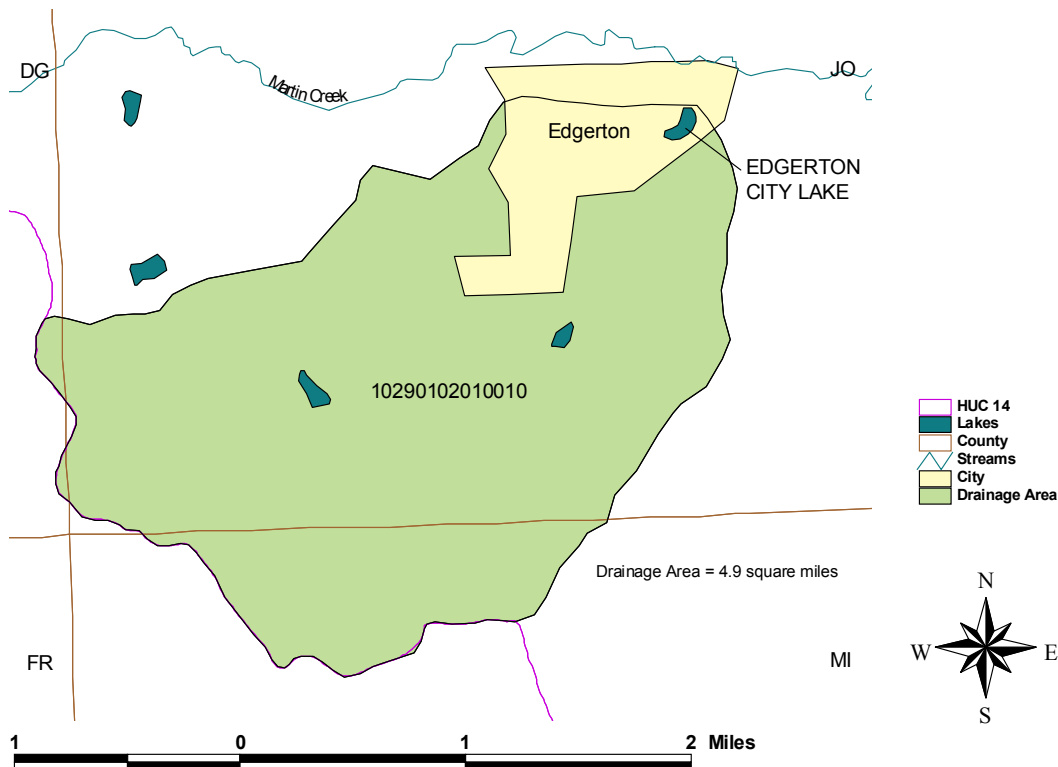 DG
JO
Martin Creek
Edgerton
EDGERTON
CITY LAKE
10290102010010
HUC 14
Lakes
County
Streams
City
Drainage Area
Drainage Area = 4.9 square miles
N
W
E
S
FR
MI
1 0 1 2 Miles